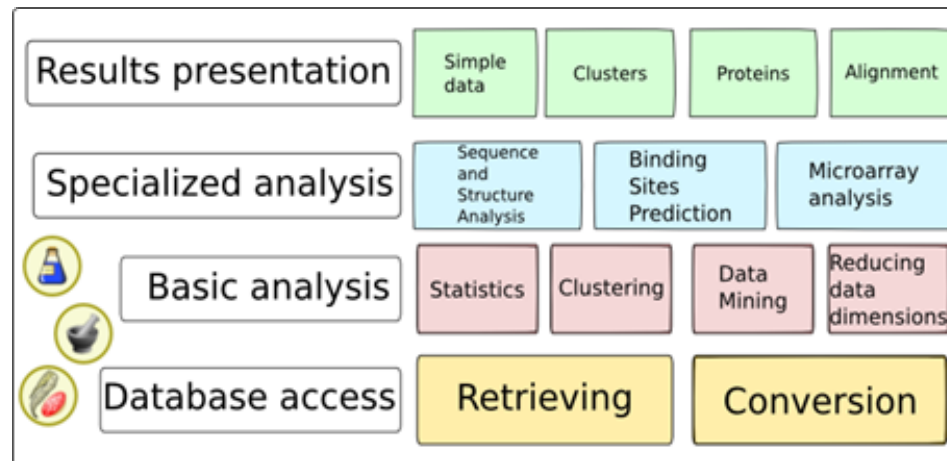 Results presentation
Simple
data
Clusters
Proteins
Alignment
Specialized analysis
Sequence
and
Structure
Analysis
Binding
Sites
Prediction
Microarray
analysis
Basic analysis
Statistics
Clustering
Data
Mining
Reducing
data
dimensions
Database access
Retrieving
Conversion